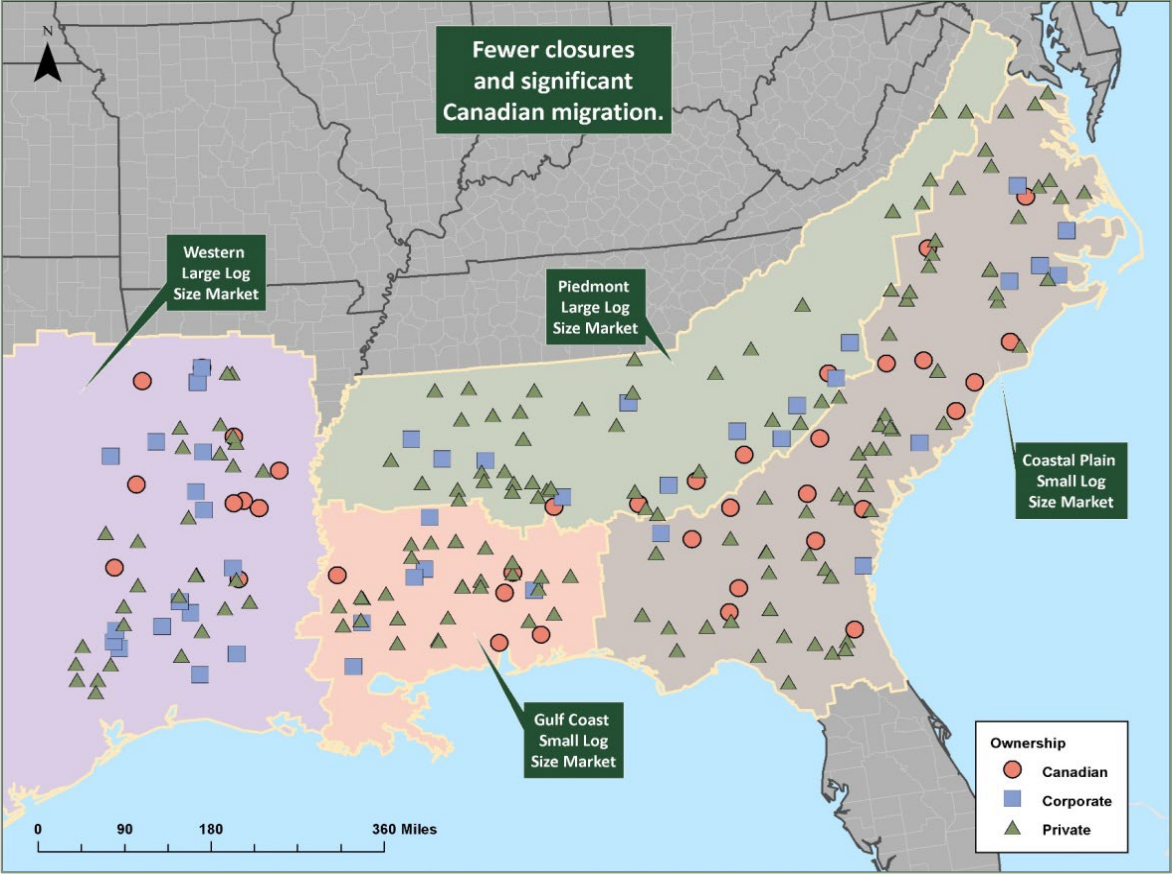 N
Fewer closures
and significant
Canadian migration.
Western
Large Log
Size Market
Piedmont
Large Log
Size Market
Coastal Plain
Small Log
Size Market
Gulf Coast
Small Log
Size Market
Ownership
Canadian
Corporate
Private
0 90 180 360 Miles